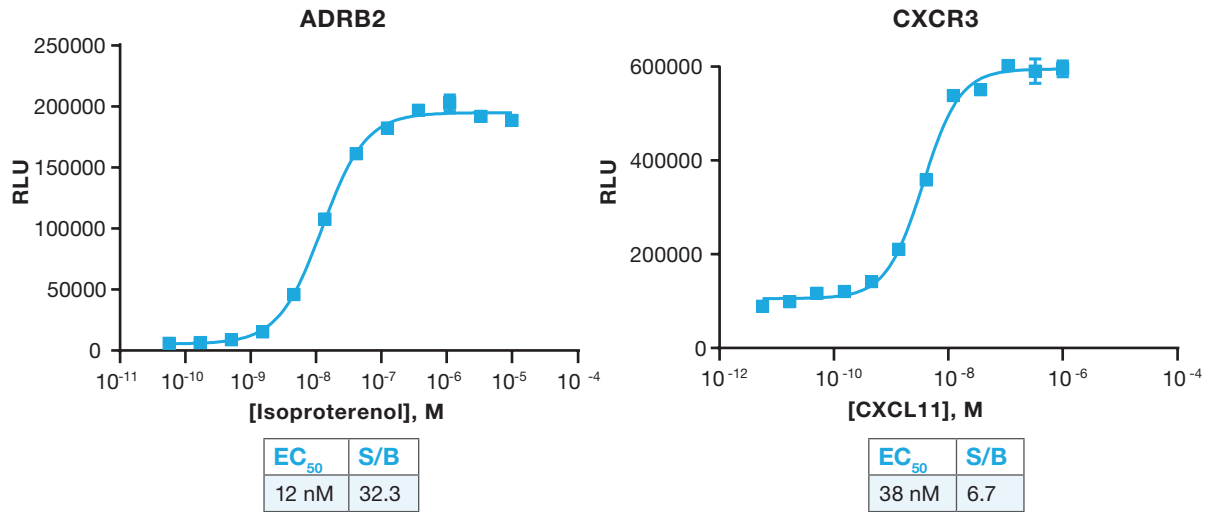 ADRB2
250000
200000
150000
100000
50000
0
RLU
10⁻¹¹ 10⁻¹⁰ 10⁻⁹ 10⁻⁸ 10⁻⁷ 10⁻⁶ 10⁻⁵ 10⁻⁴
[Isoproterenol], M
EC₅₀ S/B
12 nM 32.3
CXCR3
600000
400000
200000
0
RLU
10⁻¹² 10⁻¹⁰ 10⁻⁸ 10⁻⁶ 10⁻⁴
[CXCL11], M
EC₅₀ S/B
38 nM 6.7